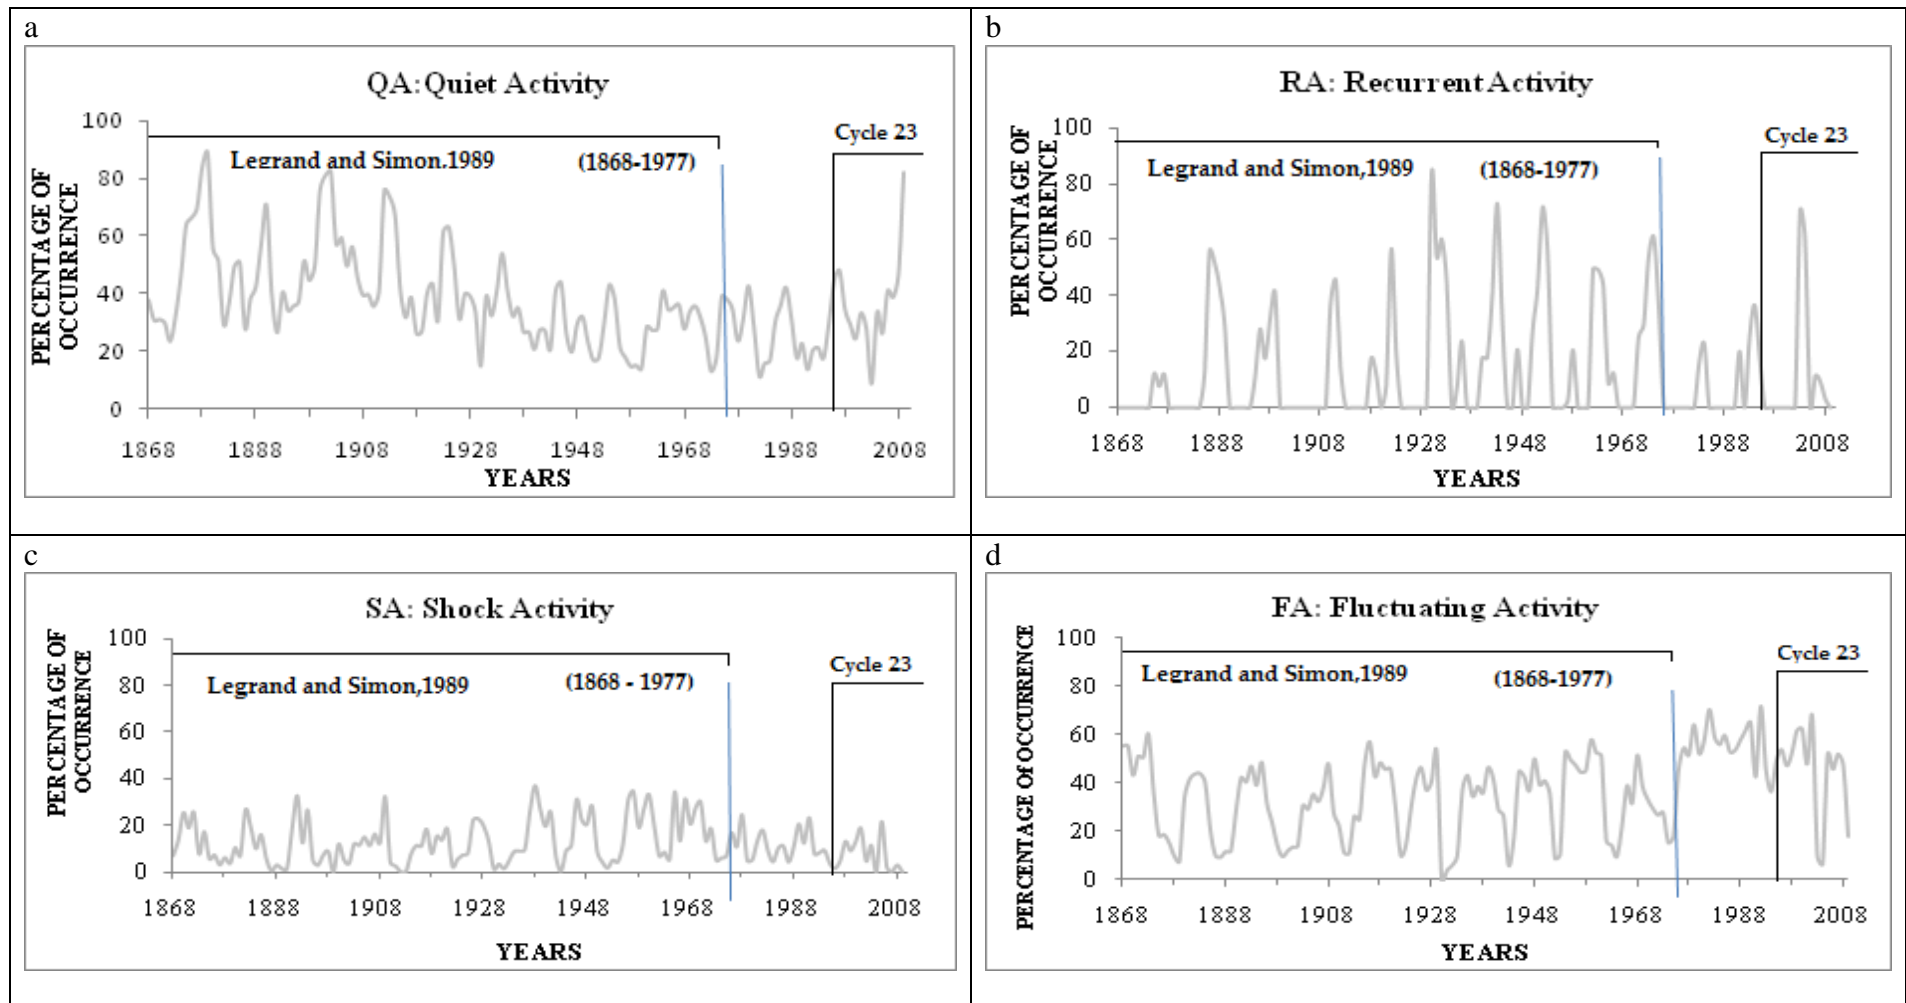 a
QA: Quiet Activity
100
80
60
40
20
0
PERCENTAGE OF
OCCURRENCE
Legrand and Simon,1989 (1868-1977)
Cycle 23
1868 1888 1908 1928 1948 1968 1988 2008
YEARS
b
RA: Recurrent Activity
100
80
60
40
20
0
PERCENTAGE OF
OCCURRENCE
Legrand and Simon,1989 (1868-1977)
Cycle 23
1868 1888 1908 1928 1948 1968 1988 2008
YEARS
c
SA: Shock Activity
100
80
60
40
20
0
PERCENTAGE OF
OCCURRENCE
Legrand and Simon,1989 (1868 - 1977)
Cycle 23
1868 1888 1908 1928 1948 1968 1988 2008
YEARS
d
FA: Fluctuating Activity
100
80
60
40
20
0
PERCENTAGE Of OCCURRENCE
Legrand and Simon,1989 (1868-1977)
Cycle 23
1868 1888 1908 1928 1948 1968 1988 2008
YEARS